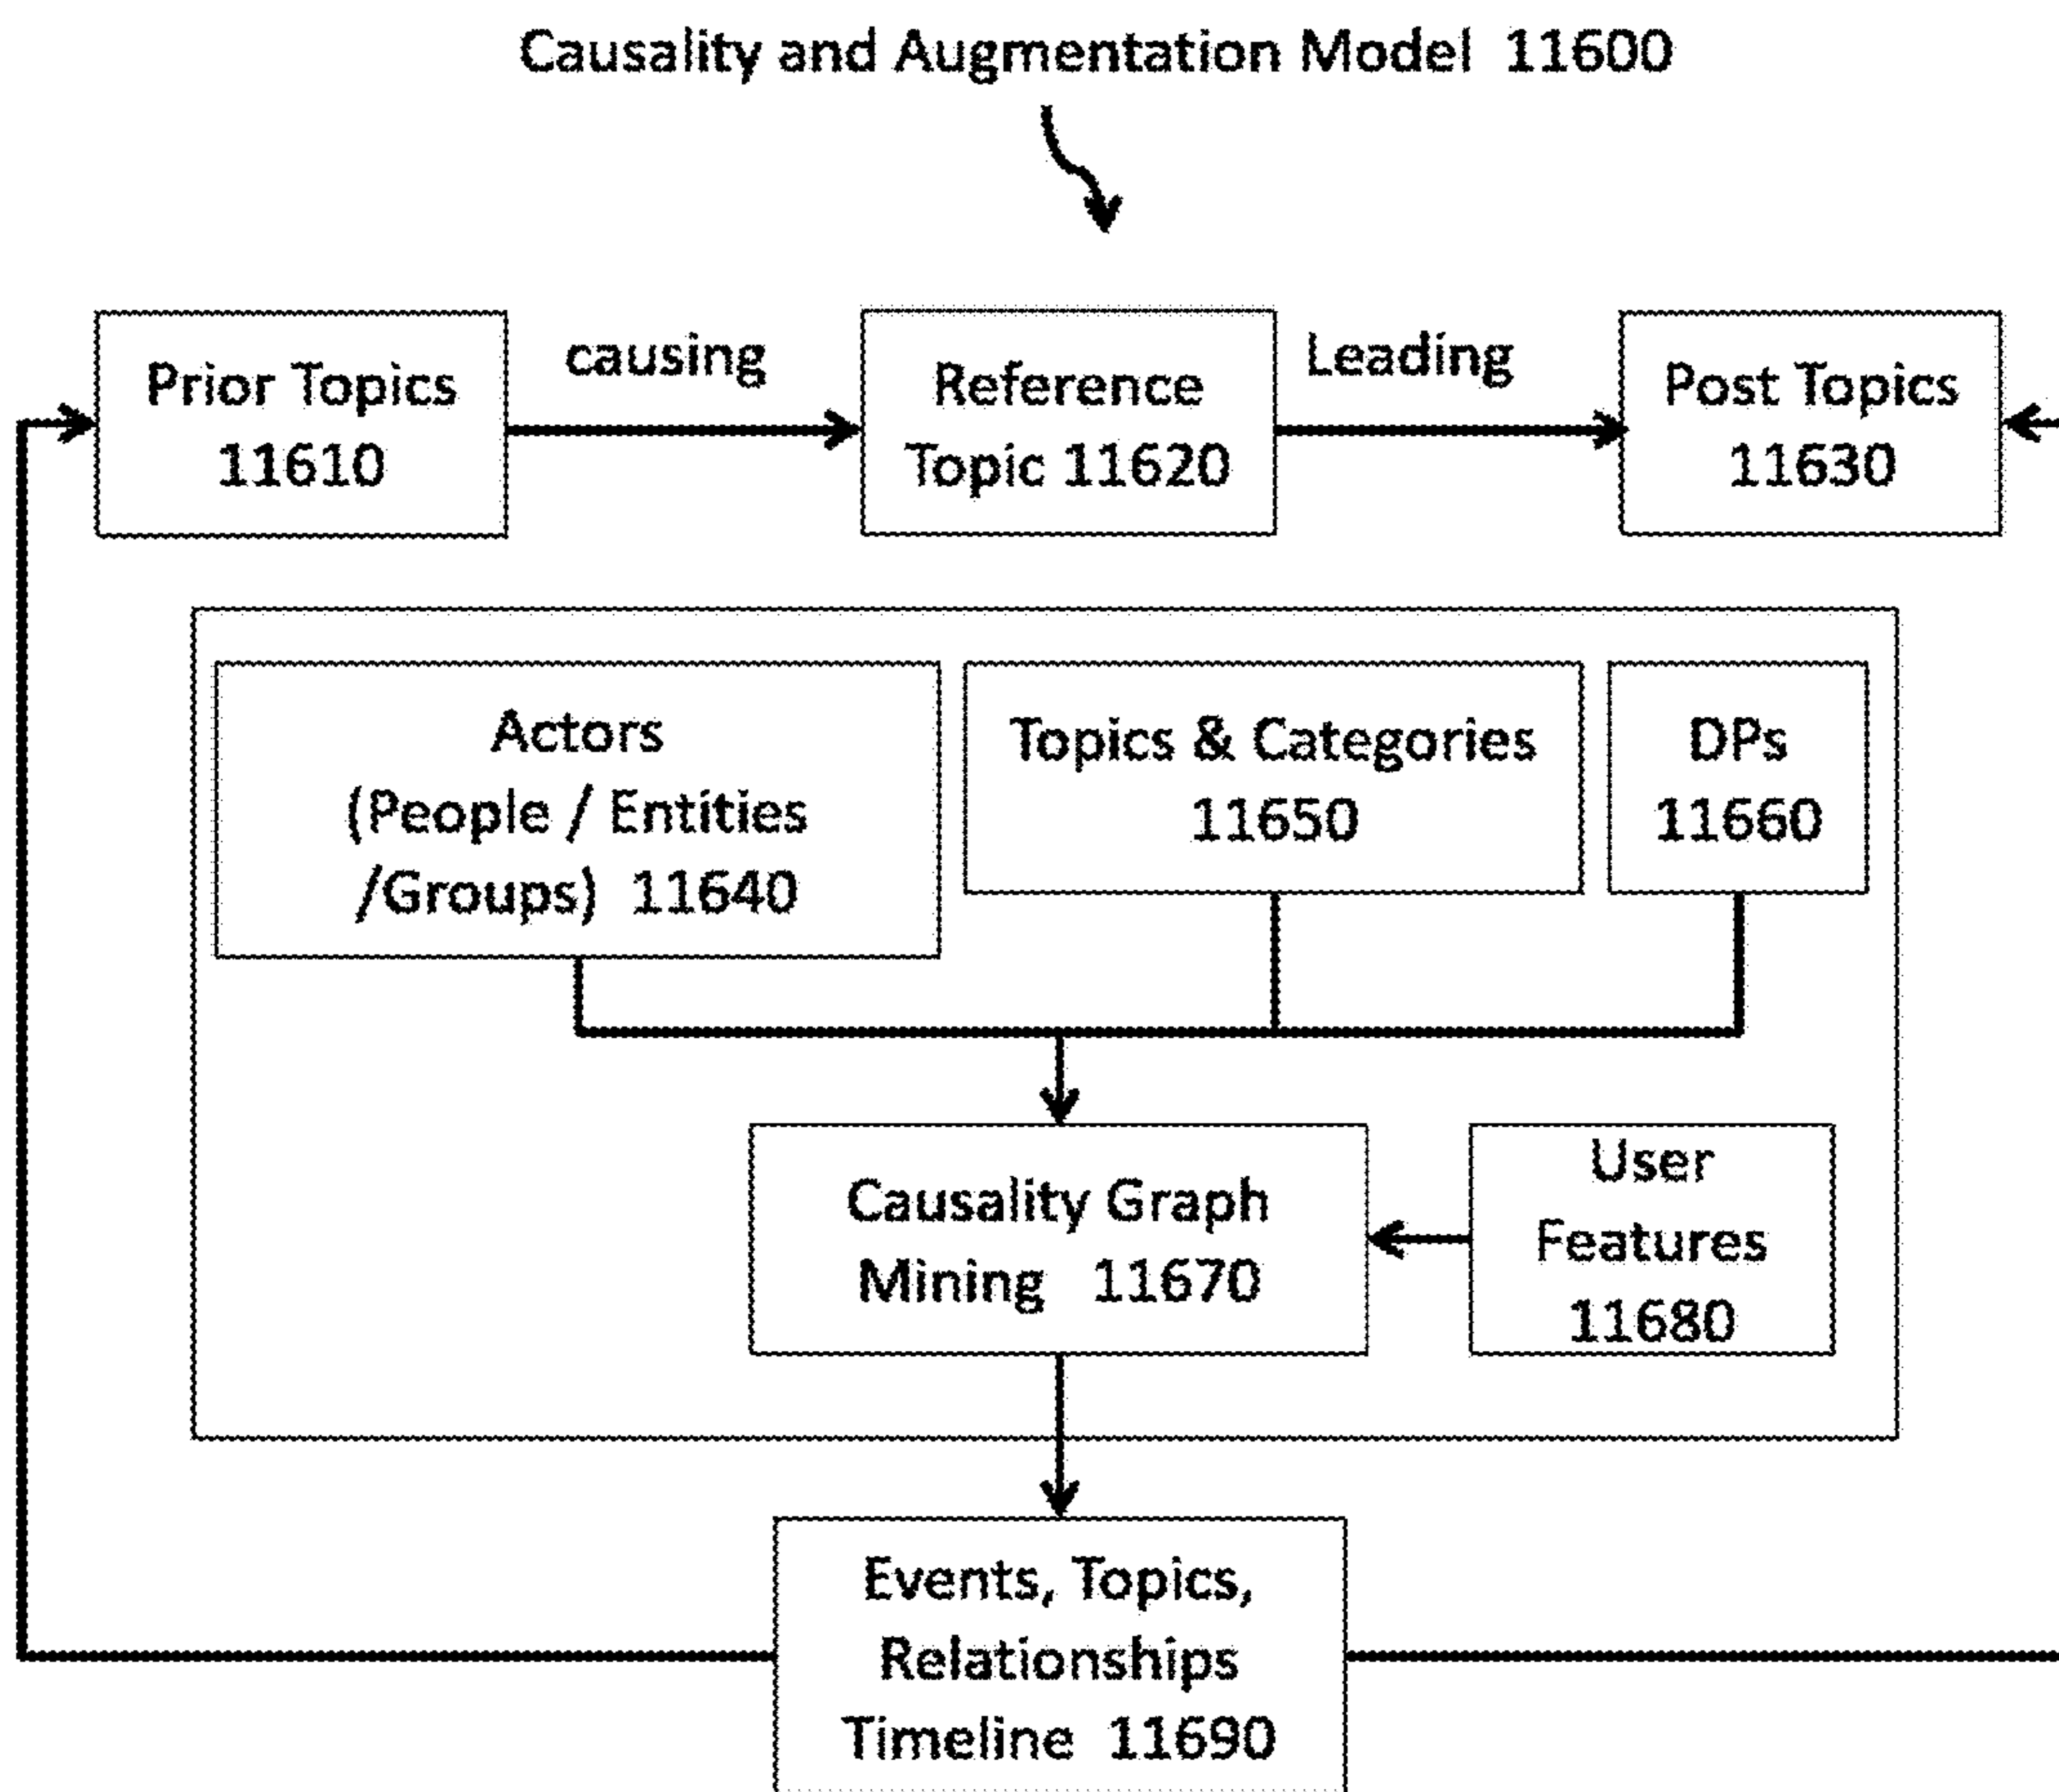 Causality and Augmentation Model 11600
Prior Topics
11610
causing
Reference
Topic 11620
Leading
Post Topics
11630
Actors
(People / Entities
/Groups) 11640
Topics & Categories
11650
DPs
11660
Causality Graph
Mining 11670
User
Features
11680
Events, Topics,
Relationships
Timeline 11690